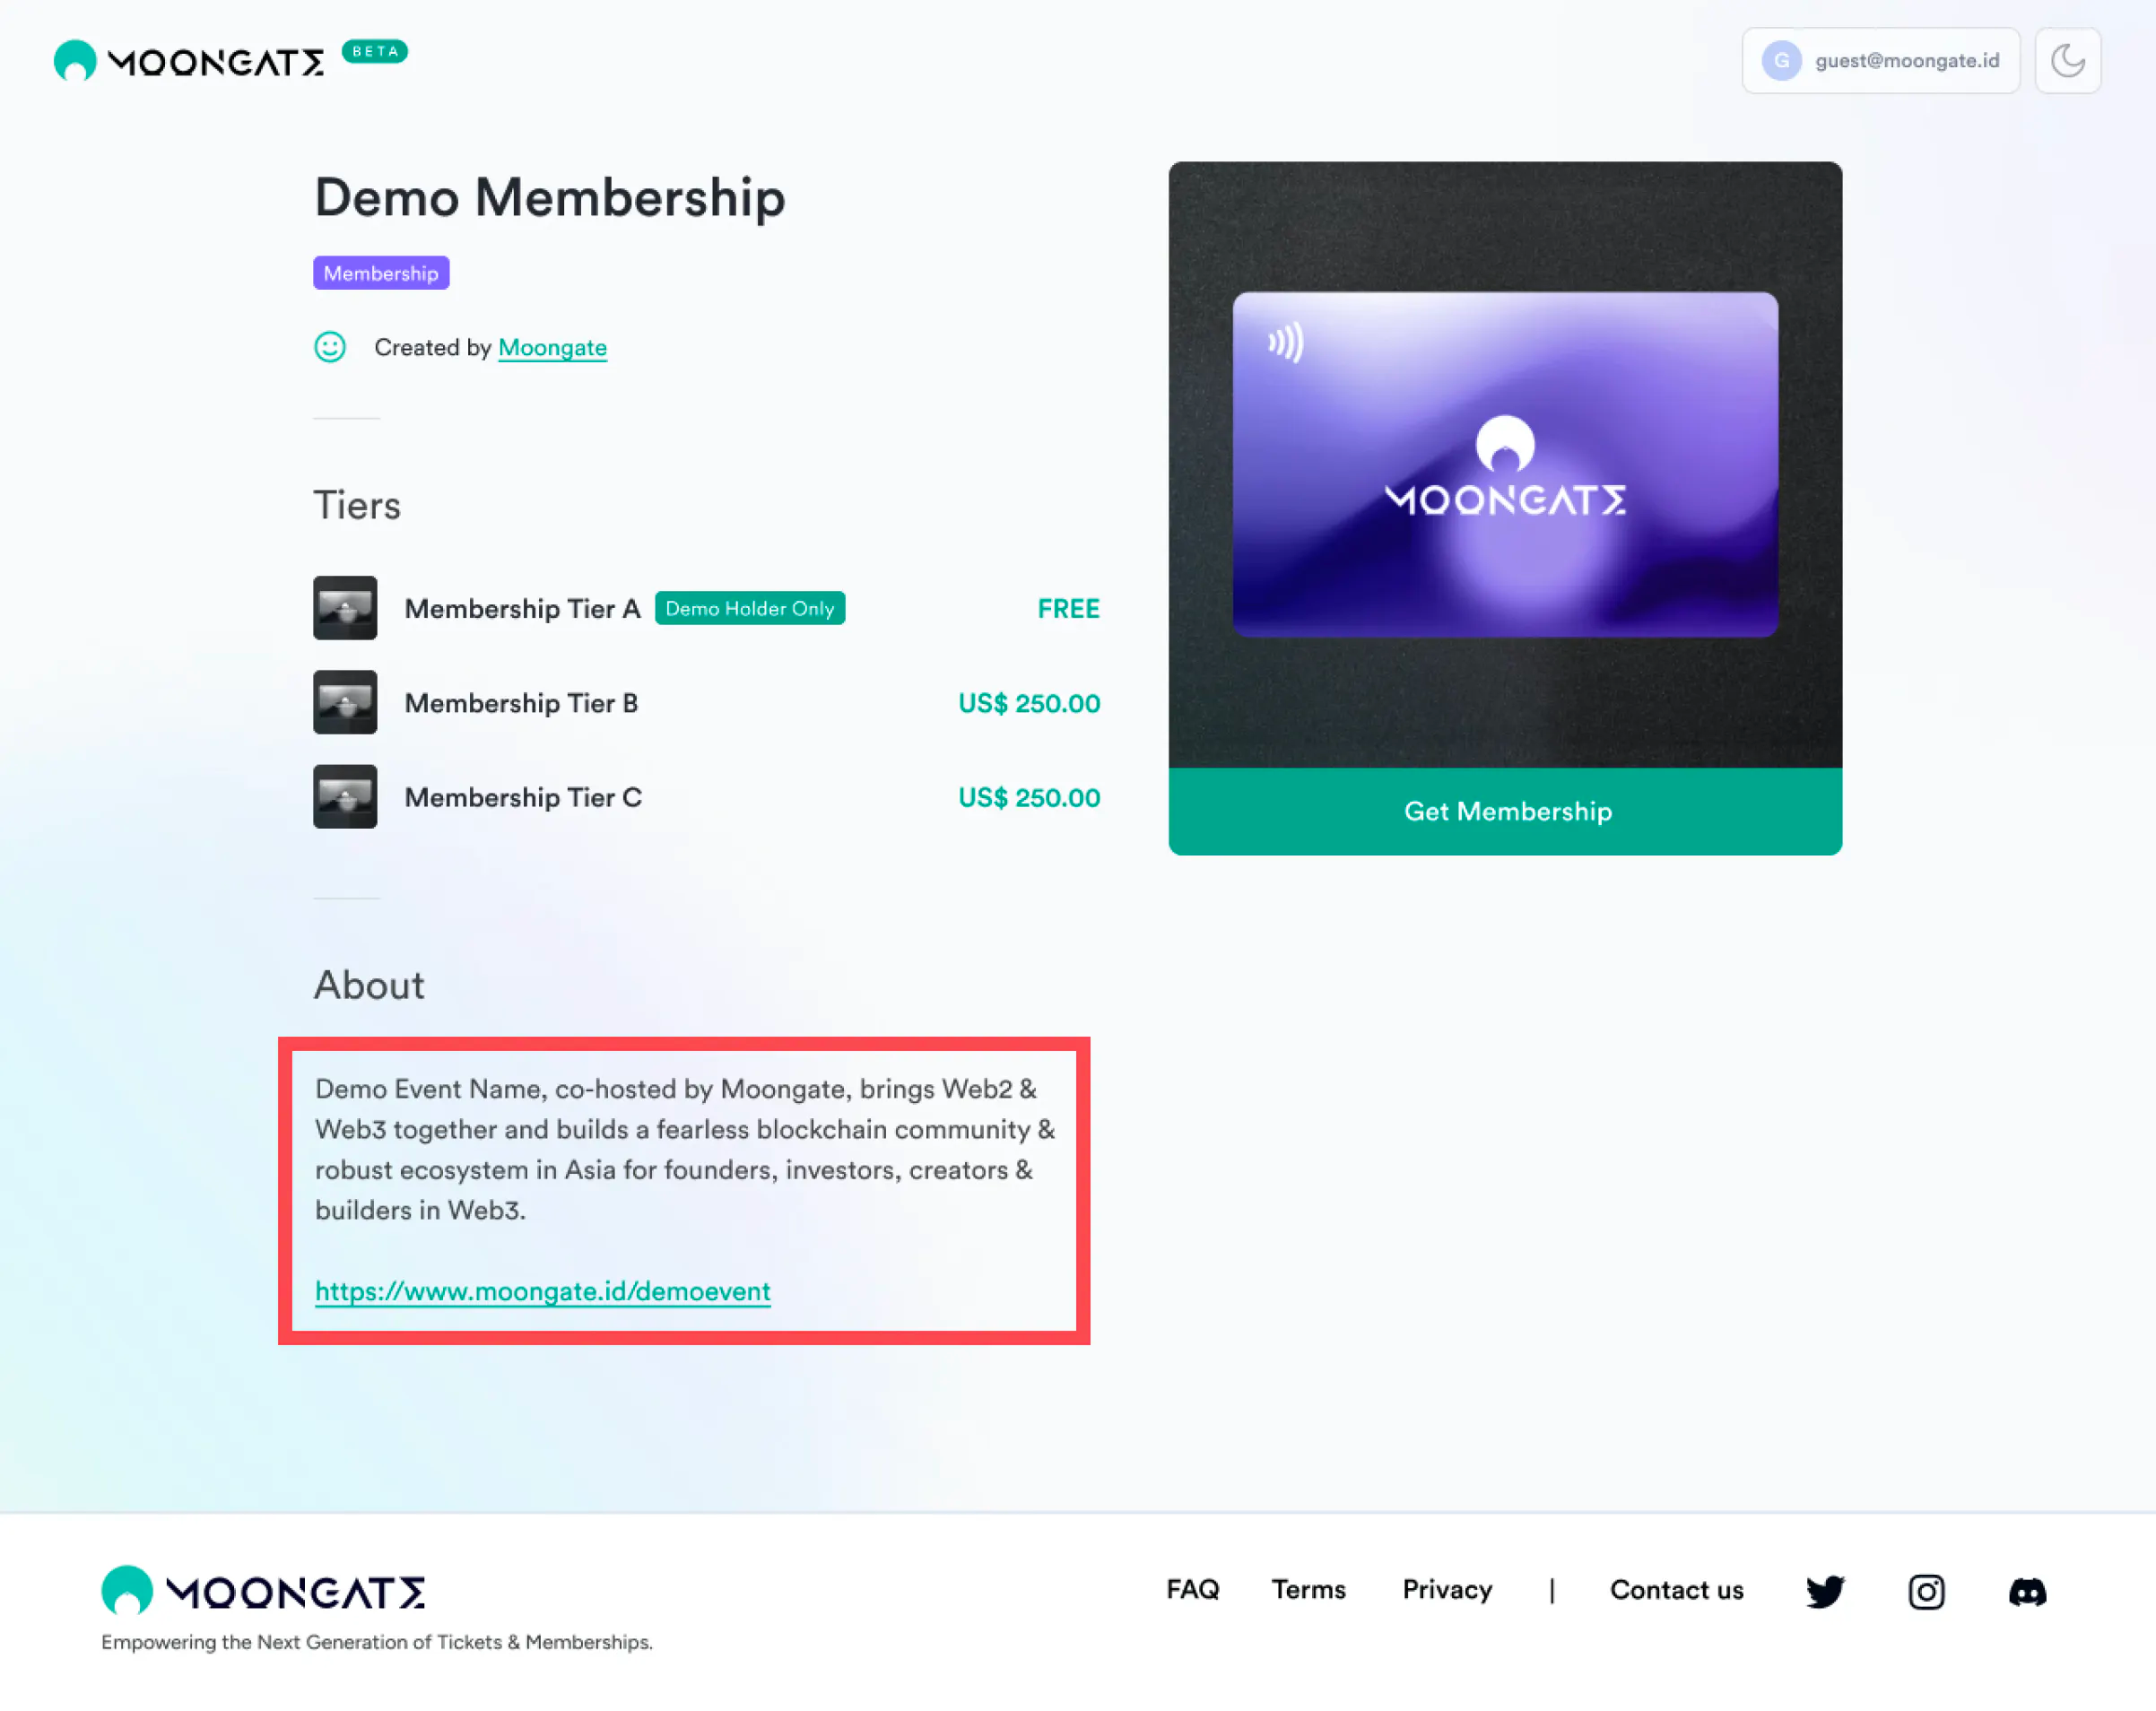 MOONGATE BETA
G guest@moongate.id
Demo Membership
Membership
Created by Moongate
Tiers
Membership Tier A Demo Holder Only FREE
Membership Tier B US$ 250.00
Membership Tier C US$ 250.00
MOONGATE
Get Membership
About
Demo Event Name, co-hosted by Moongate, brings Web2 &
Web3 together and builds a fearless blockchain community &
robust ecosystem in Asia for founders, investors, creators &
builders in Web3.
https://www.moongate.id/demoevent
MOONGATE
Empowering the Next Generation of Tickets & Memberships.
FAQ Terms Privacy | Contact us